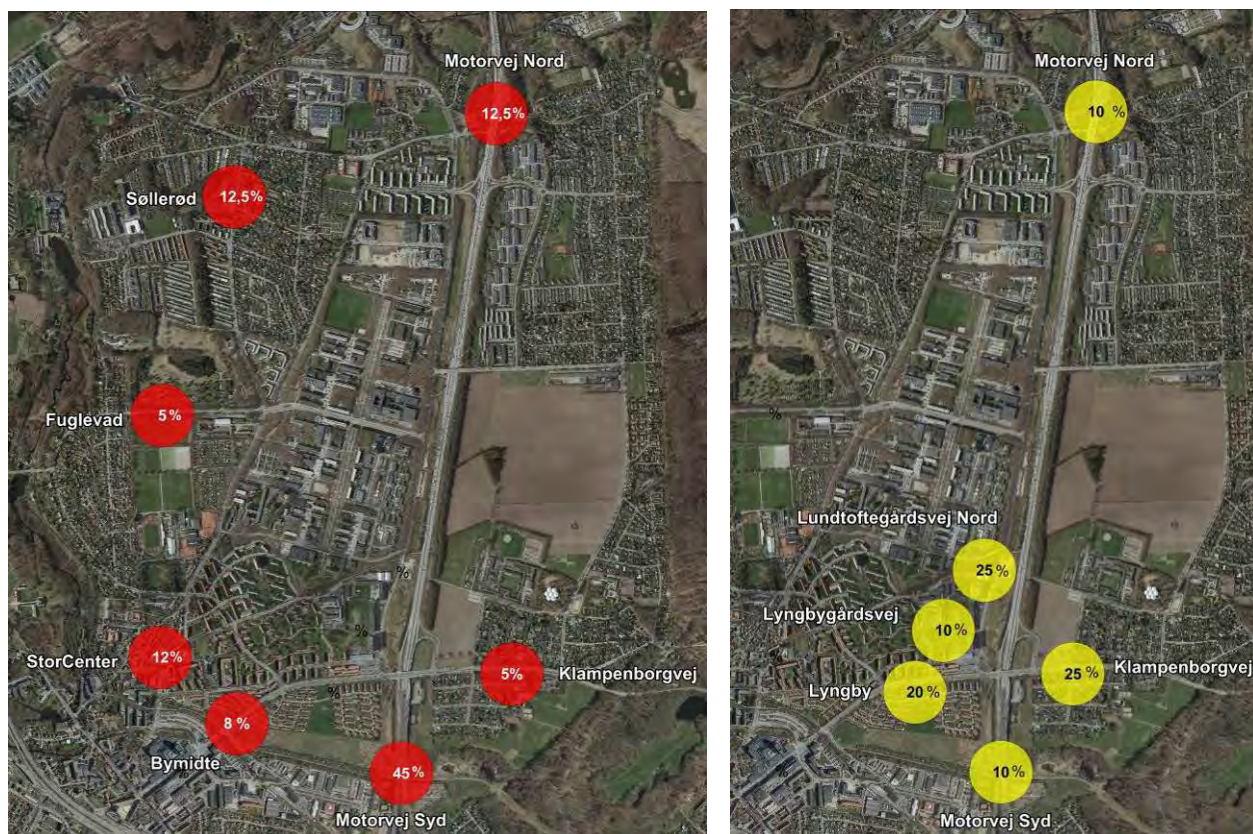 Motorvej Nord
12,5%
Søllerød
12,5%
Fuglevad
5%
%
StorCenter
12%
%
5%
Klampenborgvej
%
8 %
Bymidte
%
45%
Motorvej Syd
Motorvej Nord
10 %
%
Lundtoftegårdsvej Nord
25 %
Lyngbygårdsvej
10 %
%
Lyngby
20 %
25 %
Klampenborgvej
%
10 %
Motorvej Syd